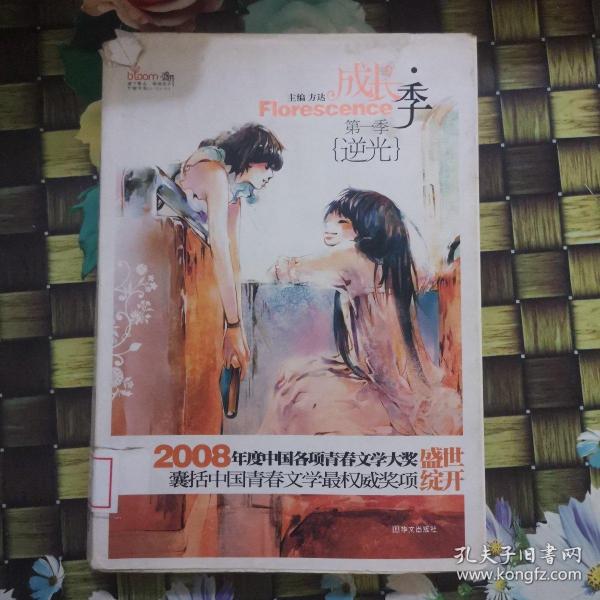 bloom
成长·季
主编 方达
Florescence
第一季
{逆光}
2008年度中国各项青春文学大奖 盛世
囊括中国青春文学最权威奖项 绽开
华文出版社
孔夫子旧书网
www.kongfz.com